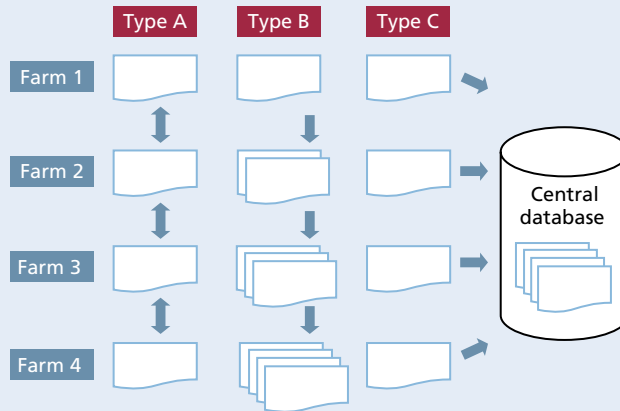 Type A
Type B
Type C
Farm 1
Farm 2
Farm 3
Farm 4
Central
database